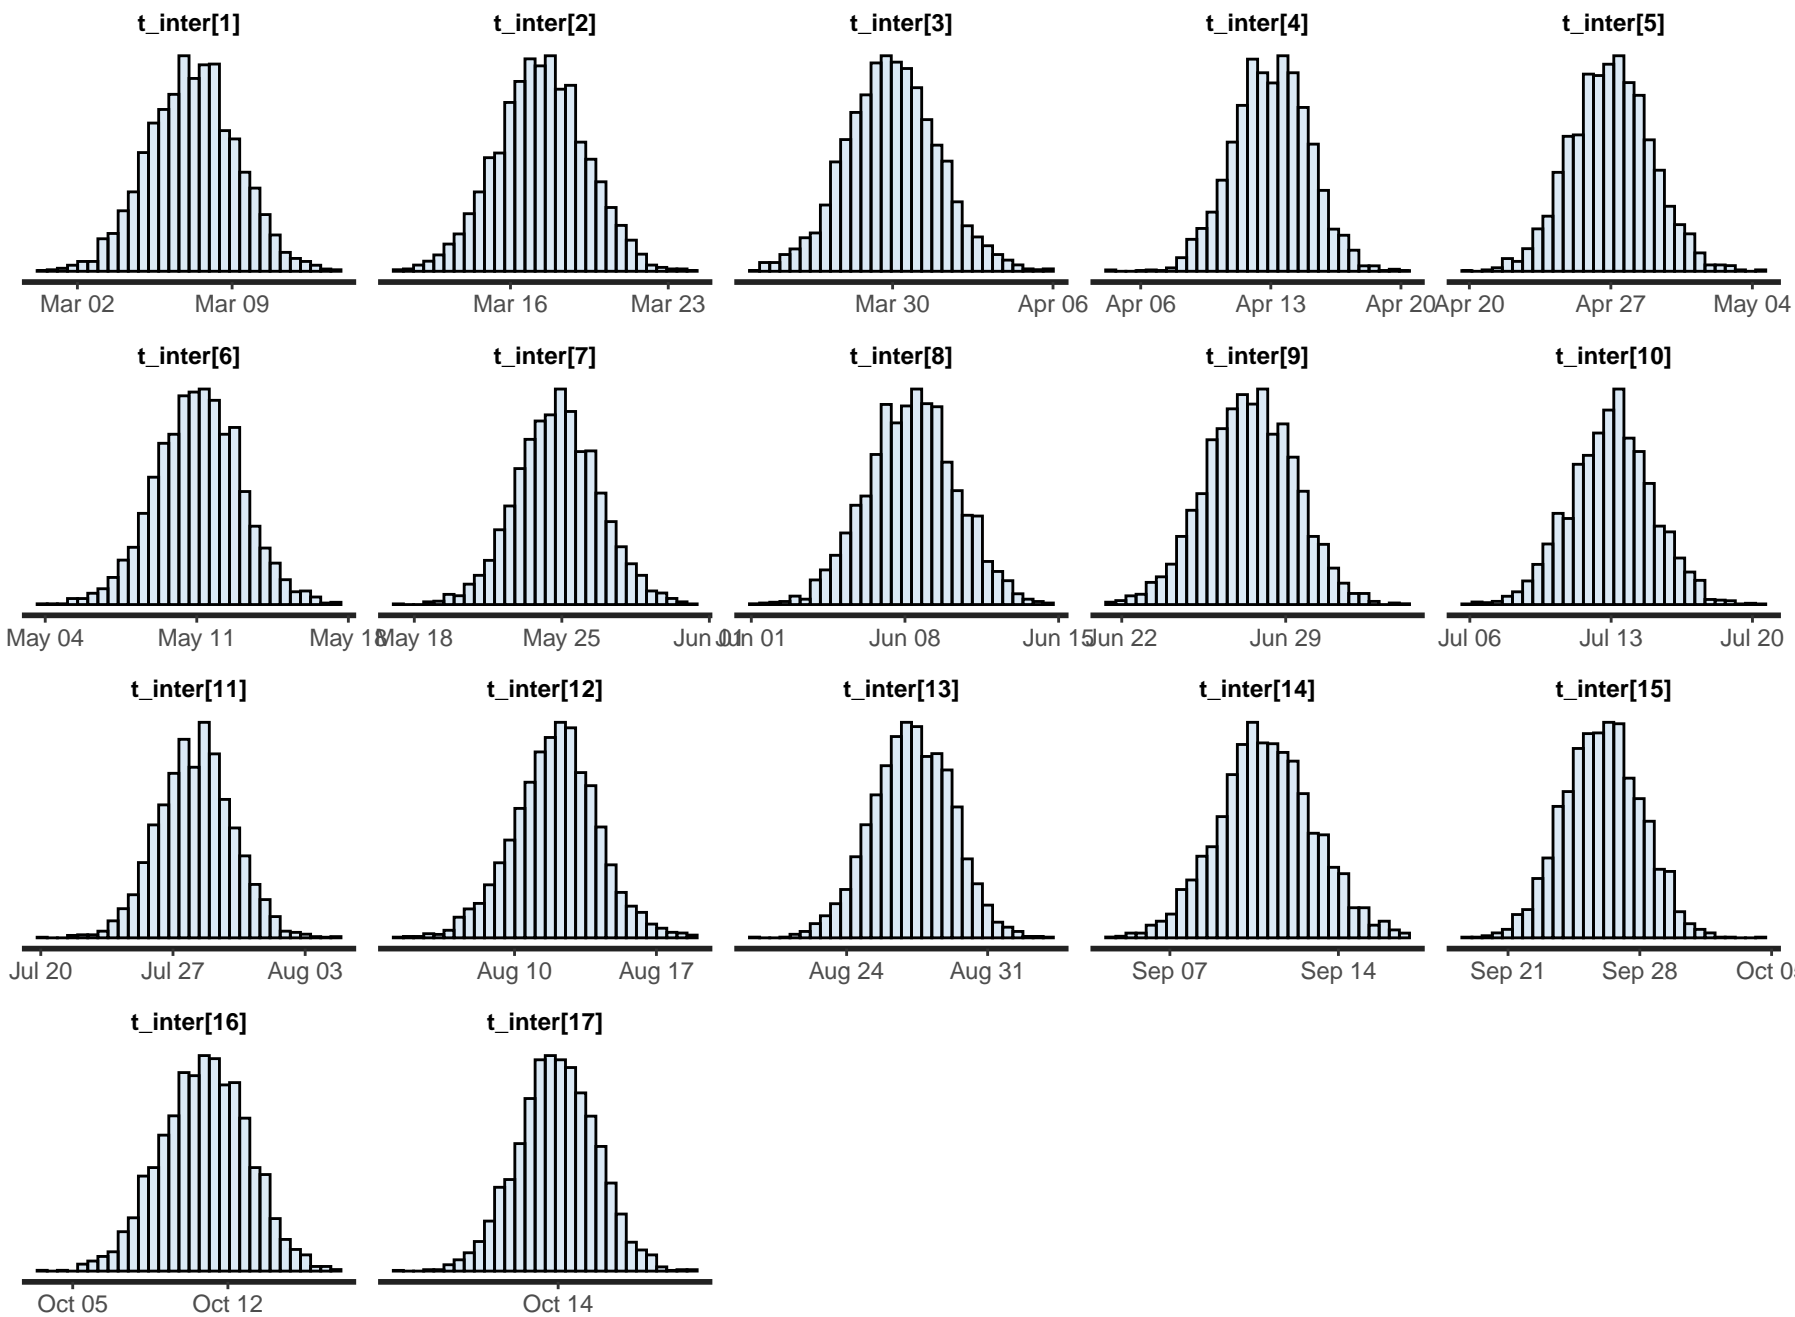 t_inter[1] t_inter[2] t_inter[3] t_inter[4] t_inter[5]
Mar 02 Mar 09 Mar 16 Mar 23 Mar 30 Apr 06 Apr 06 Apr 13 Apr 20 Apr 20 Apr 27 May 04
t_inter[6] t_inter[7] t_inter[8] t_inter[9] t_inter[10]
May 04 May 11 May 18 May 18 May 25 Jun 01 Jun 01 Jun 08 Jun 15 Jun 22 Jun 29 Jul 06 Jul 13 Jul 20
t_inter[11] t_inter[12] t_inter[13] t_inter[14] t_inter[15]
Jul 20 Jul 27 Aug 03 Aug 10 Aug 17 Aug 24 Aug 31 Sep 07 Sep 14 Sep 21 Sep 28 Oct
t_inter[16] t_inter[17]
Oct 05 Oct 12 Oct 14